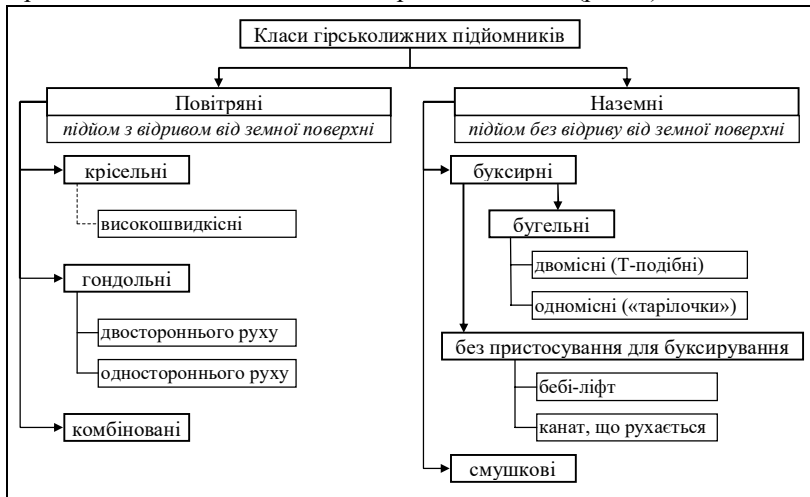 Класи гірськолижних підйомників
Повітряні
підйом з відривом від земної поверхні
крісельні
високошвидкісні
гондольні
двостороннього руху
одностороннього руху
комбіновані
Наземні
підйом без відриву від земної поверхні
буксирні
бугельні
двомісні (Т-подібні)
одномісні («тарілочки»)
без пристосування для буксирування
бебі-ліфт
канат, що рухається
смушкові